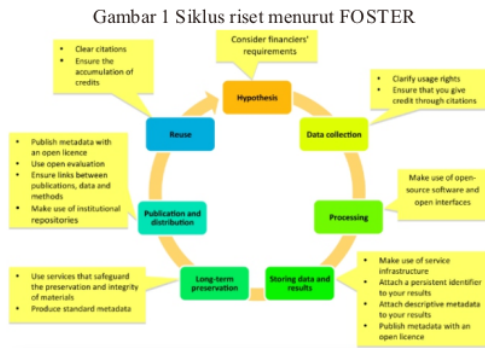 Gambar 1 Siklus riset menurut FOSTER
Consider financiers'
requirements
Hypothesis
• Clarify usage rights
• Ensure that you give
credit through citations
Data collection
Make use of open-
source software and
open interfaces
Processing
• Make use of service
infrastructure
• Attach a persistent identifier
to your results
• Attach descriptive metadata
to your results
• Publish metadata with an
open licence
Storing data and
results
• Use services that safeguard
the preservation and integrity
of materials
• Produce standard metadata
Long-term
preservation
• Publish metadata with
an open licence
• Use open evaluation
• Ensure links between
publications, data and
methods
• Make use of institutional
repositories
Publication and
distribution
• Clear citations
• Ensure the
accumulation of
credits
Reuse